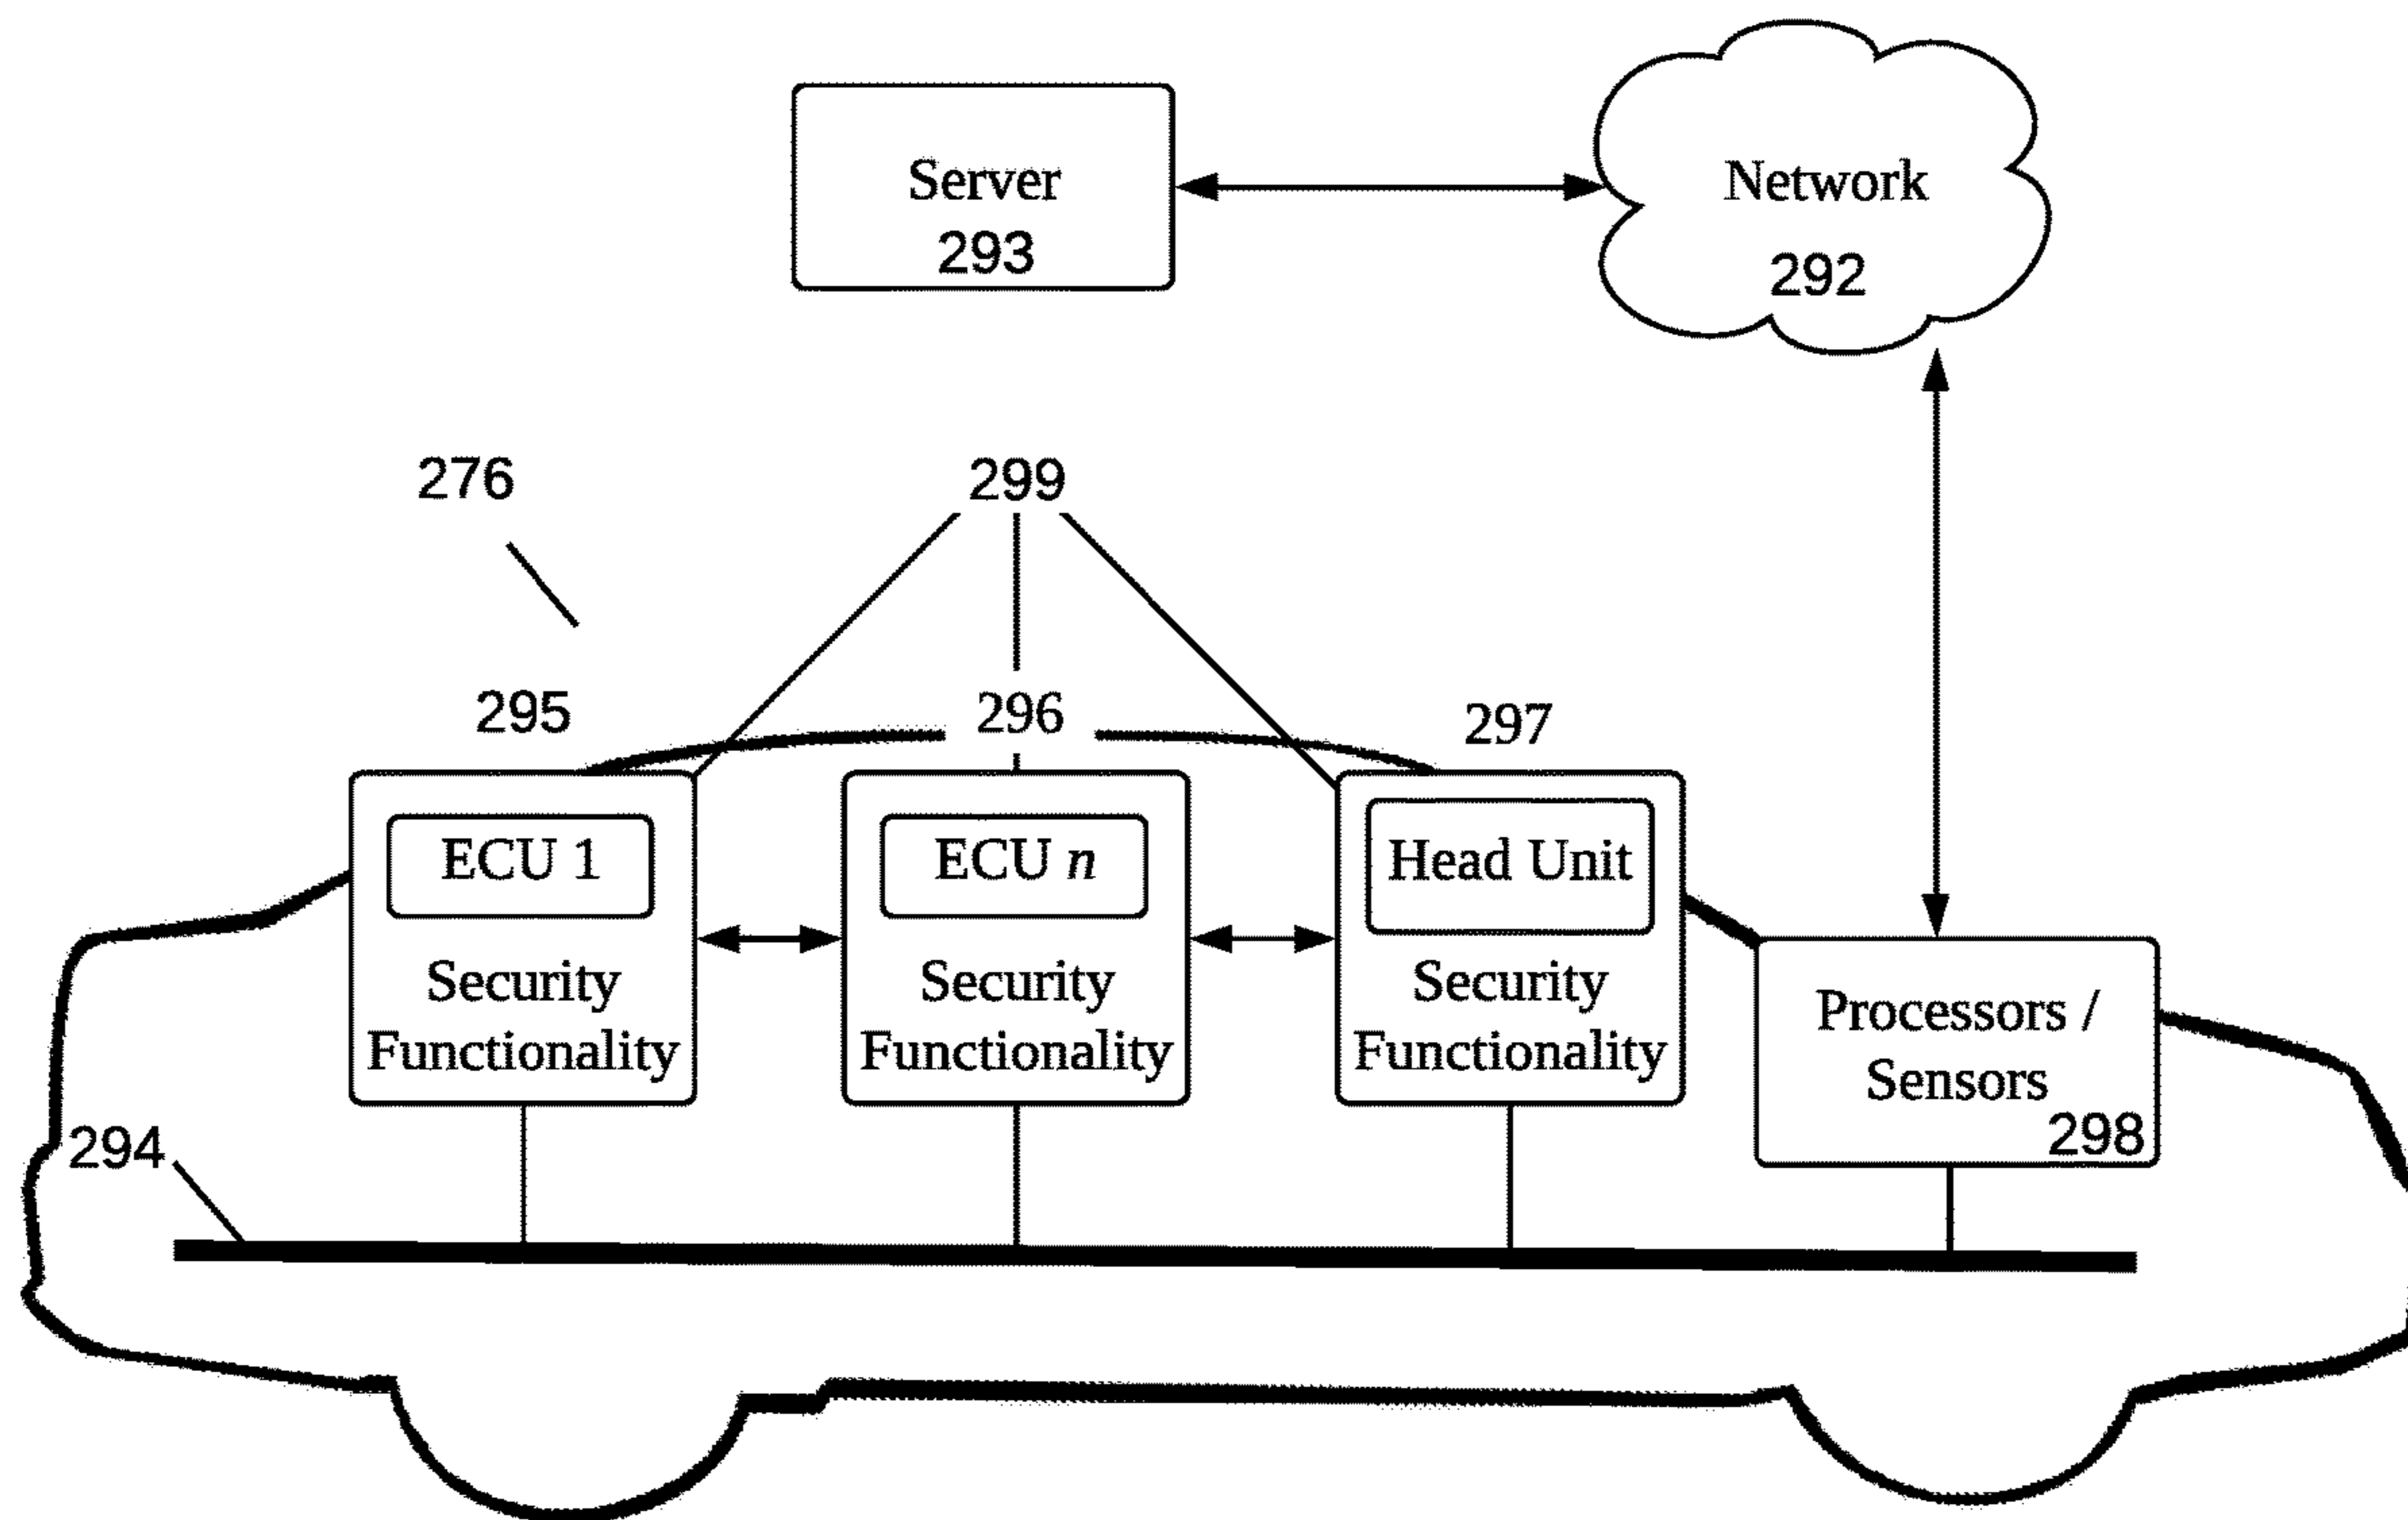 Server
293
Network
292
276
299
295
296
297
ECU 1
Security
Functionality
ECU n
Security
Functionality
Head Unit
Security
Functionality
Processors /
Sensors
298
294